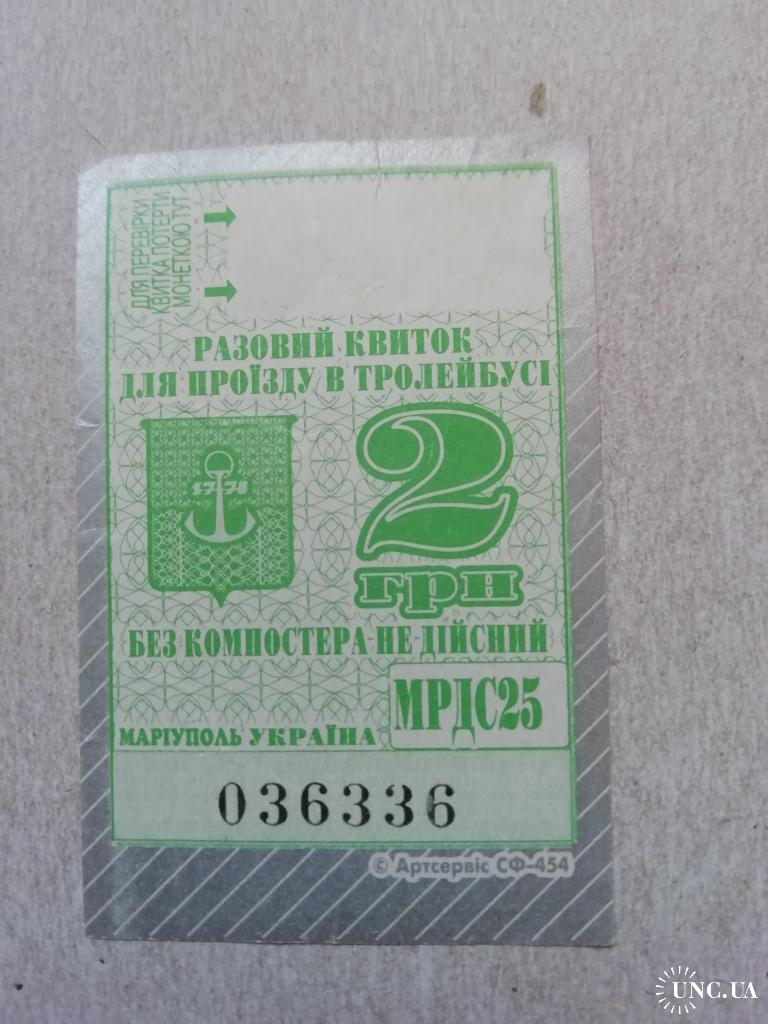 ДЛЯ ПЕРЕВІРКИ
КВИТКА ПОТЕРТИ
МОНЕТКОЮ ТУТ
РАЗОВИЙ КВИТОК
ДЛЯ ПРОЇЗДУ В ТРОЛЕЙБУСІ
1778
2
грн
БЕЗ КОМПОСТЕРА НЕ ДІЙСНИЙ
МРДС25
МАРІУПОЛЬ УКРАЇНА
036336
© Артсервіс СФ-454
UNC.UA